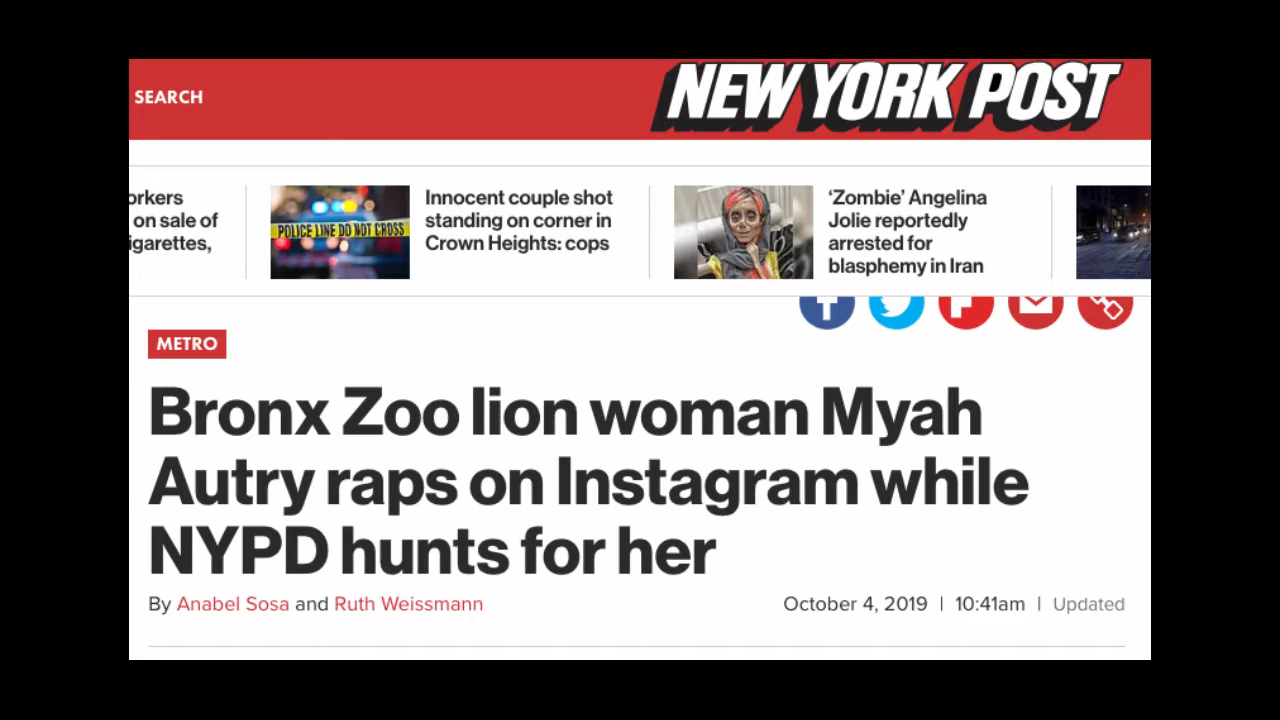 SEARCH
NEW YORK POST
orkers
on sale of
igarettes,
POLICE LINE DO NOT CROSS
Innocent couple shot
standing on corner in
Crown Heights: cops
‘Zombie’ Angelina
Jolie reportedly
arrested for
blasphemy in Iran
METRO
Bronx Zoo lion woman Myah
Autry raps on Instagram while
NYPD hunts for her
By Anabel Sosa and Ruth Weissmann
October 4, 2019 | 10:41am | Updated